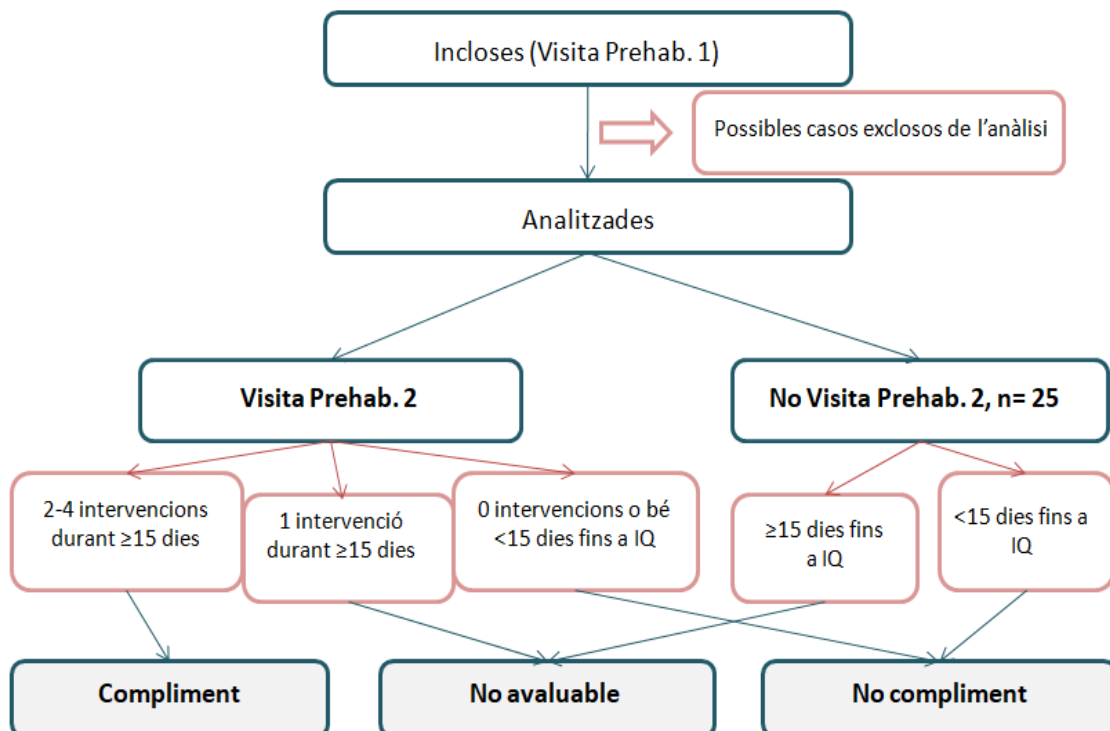 Incloses (Visita Prehab. 1)
Possibles casos exclosos de l’anàlisi
Analitzades
Visita Prehab. 2
No Visita Prehab. 2, n= 25
2-4 intervencions
durant ≥15 dies
1 intervenció
durant ≥15 dies
0 intervencions o bé
<15 dies fins a IQ
≥15 dies fins
a IQ
<15 dies fins a
IQ
Compliment
No avaluable
No compliment